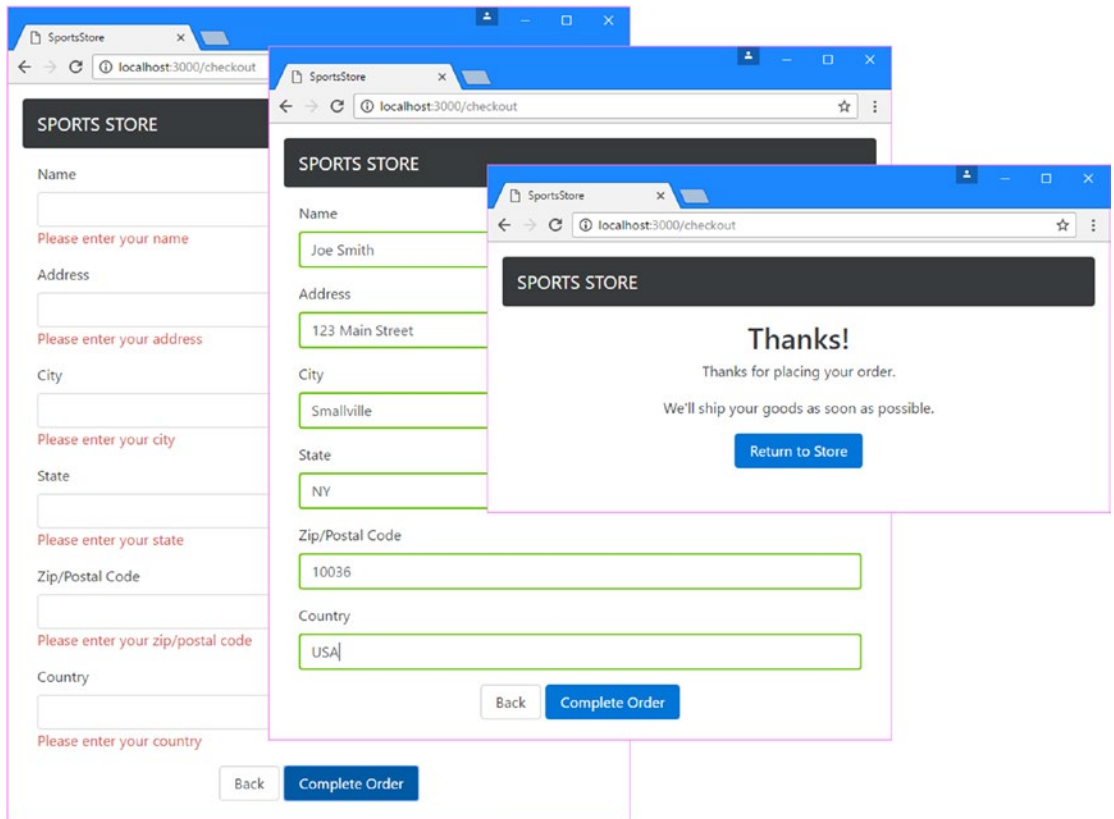 SportsStore
localhost:3000/checkout
SPORTS STORE
Name
Please enter your name
Address
Please enter your address
City
Please enter your city
State
Please enter your state
Zip/Postal Code
Please enter your zip/postal code
Country
Please enter your country
Back
Complete Order
SportsStore
localhost:3000/checkout
SPORTS STORE
Name
Joe Smith
Address
123 Main Street
City
Smallville
State
NY
Zip/Postal Code
10036
Country
USA
Back
Complete Order
SportsStore
localhost:3000/checkout
SPORTS STORE
Thanks!
Thanks for placing your order.
We'll ship your goods as soon as possible.
Return to Store